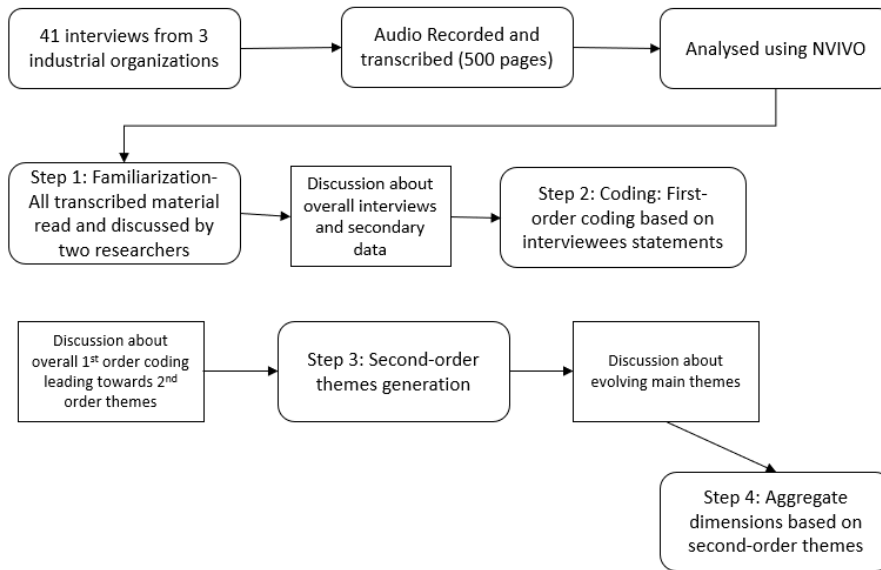 41 interviews from 3
industrial organizations
Audio Recorded and
transcribed (500 pages)
Analysed using NVIVO
Step 1: Familiarization-
All transcribed material
read and discussed by
two researchers
Discussion about
overall interviews
and secondary
data
Step 2: Coding: First-
order coding based on
interviewees statements
Discussion about
overall 1st order coding
leading towards 2nd
order themes
Step 3: Second-order
themes generation
Discussion about
evolving main themes
Step 4: Aggregate
dimensions based on
second-order themes